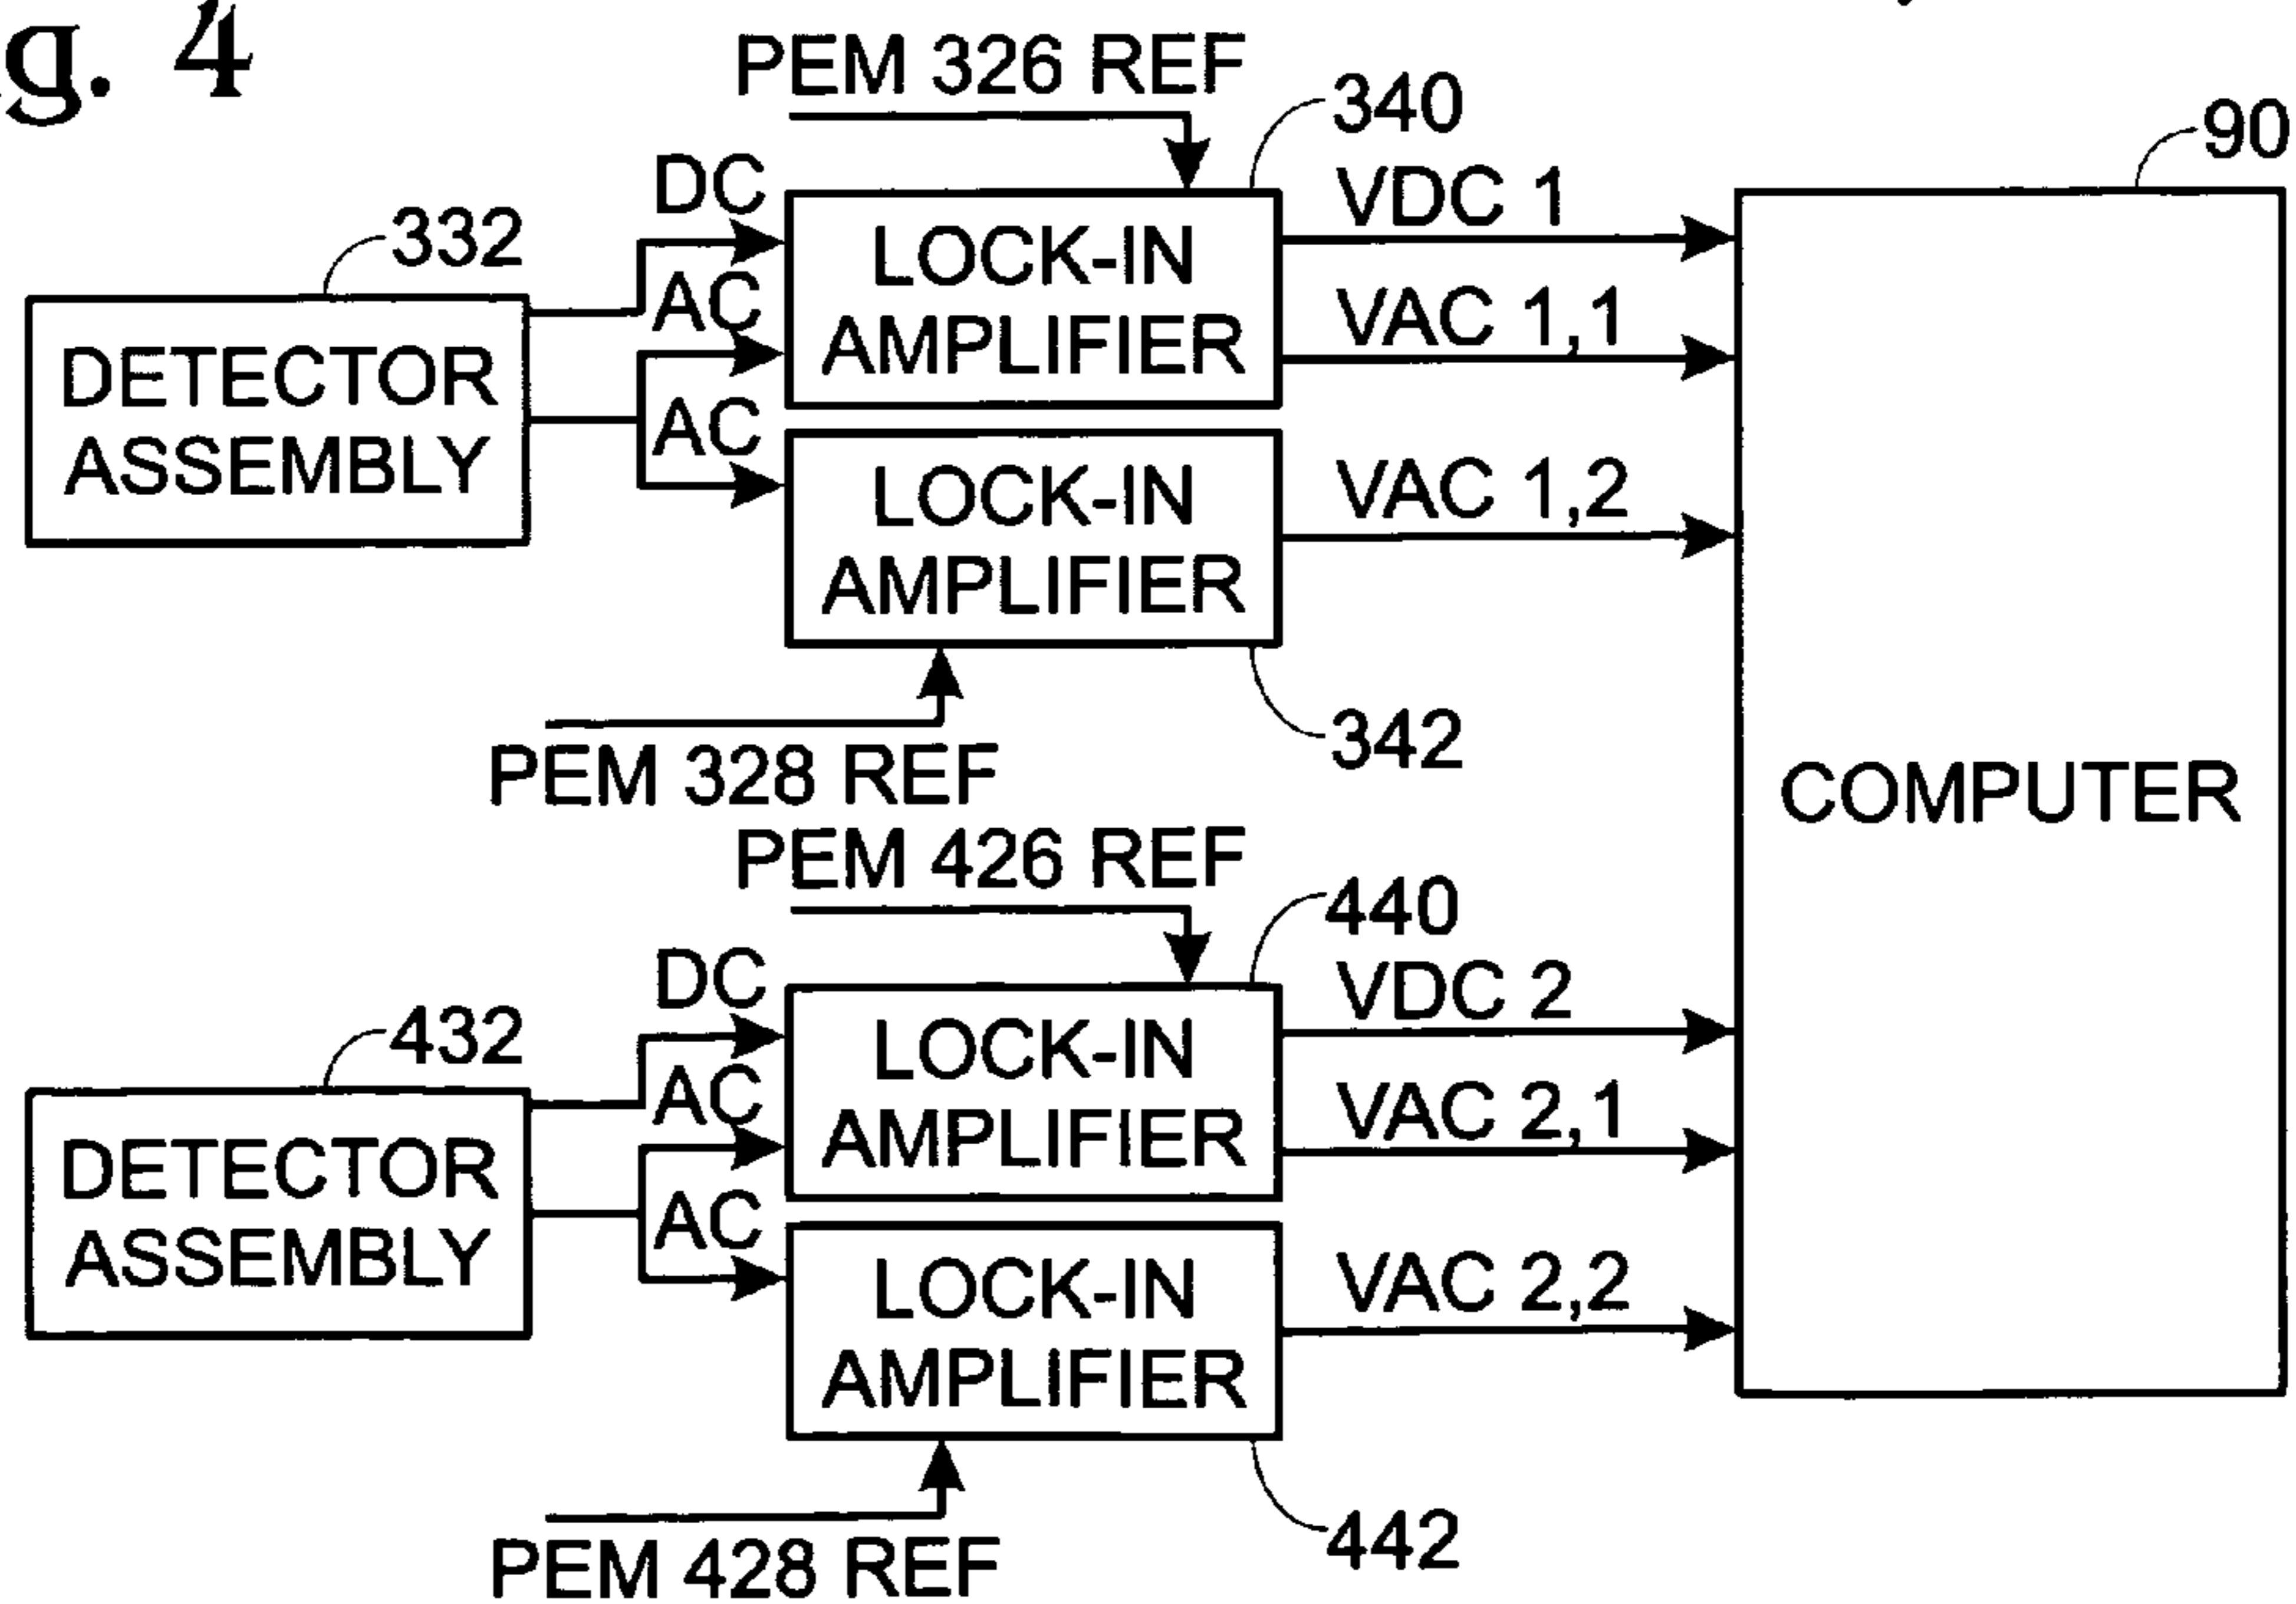 g. 4
PEM 326 REF
340
90
DC
VDC 1
332
LOCK-IN
AMPLIFIER
AC
VAC 1,1
DETECTOR
ASSEMBLY
AC
LOCK-IN
AMPLIFIER
VAC 1,2
342
PEM 328 REF
COMPUTER
PEM 426 REF
440
DC
VDC 2
432
LOCK-IN
AMPLIFIER
AC
VAC 2,1
DETECTOR
ASSEMBLY
AC
LOCK-IN
AMPLIFIER
VAC 2,2
442
PEM 428 REF